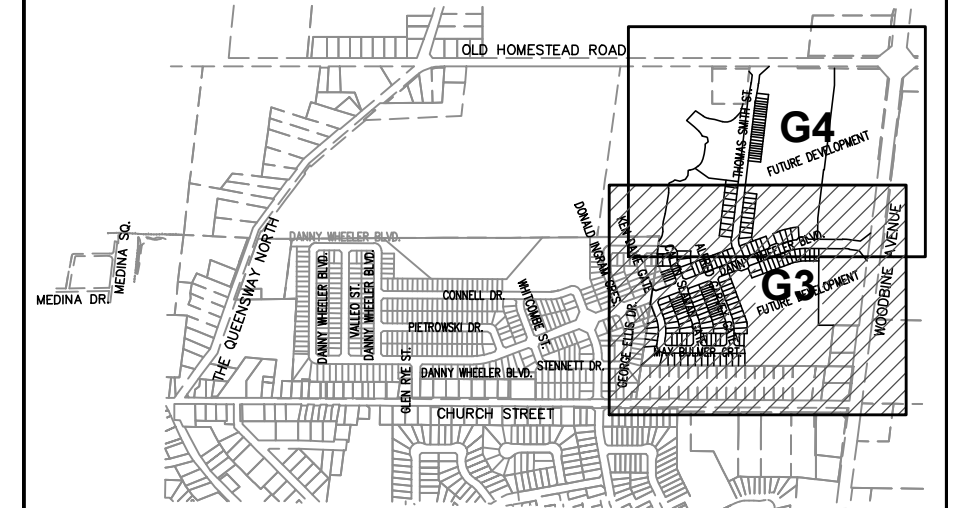 OLD HOMESTEAD ROAD
THOMAS SMITH ST.
G4
FUTURE DEVELOPMENT
DONALD INGRAM CRES.
WOODBINE AVENUE
MEDINA SQ.
MEDINA DR.
THE QUEENSWAY NORTH
DANNY WHEELER BLVD.
DANNY WHEELER BLVD.
VALLEO ST.
DANNY WHEELER BLVD.
CONNELL DR.
WHITCOMBE ST.
PIETROWSKI DR.
DANNY WHEELER BLVD.
G3
FUTURE DEVELOPMENT
GEORGE ELLIS DR.
MAX BULMER CRT.
STENNETT DR.
DANNY WHEELER BLVD.
GLEN RYE ST.
CHURCH STREET